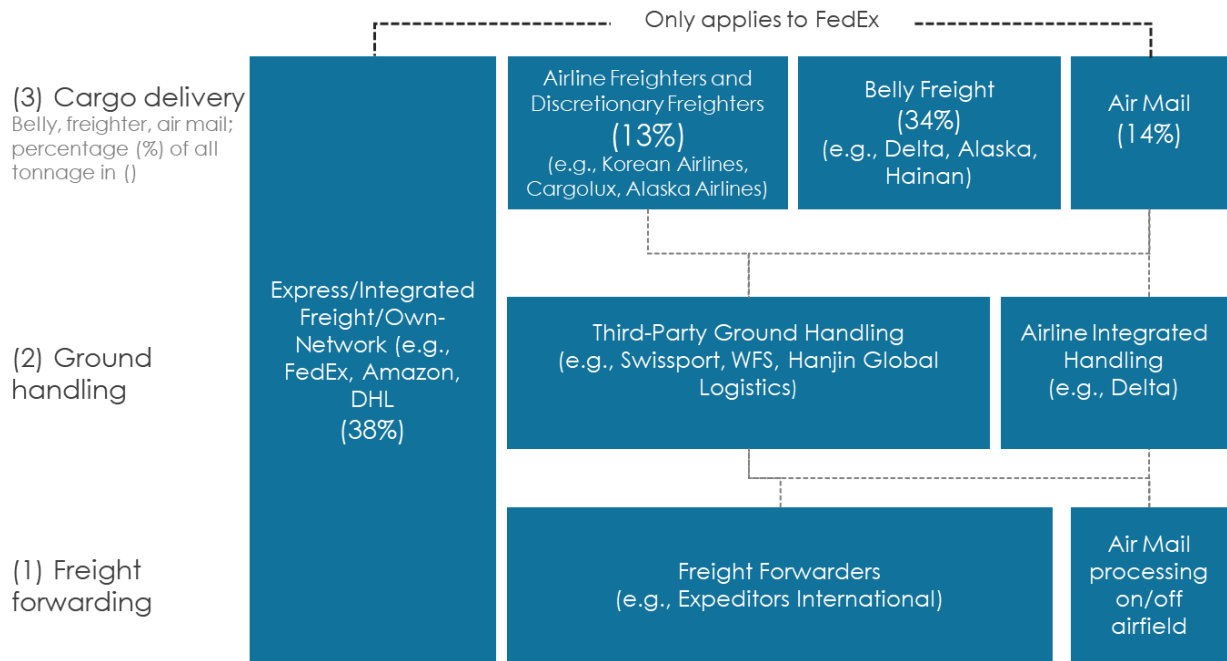 Only applies to FedEx
(3) Cargo delivery
Belly, freighter, air mail;
percentage (%) of all
tonnage in ()
Airline Freighters and
Discretionary Freighters
(13%)
(e.g., Korean Airlines,
Cargolux, Alaska Airlines)
Belly Freight
(34%)
(e.g., Delta, Alaska,
Hainan)
Air Mail
(14%)
Express/Integrated
Freight/Own-
Network (e.g.,
FedEx, Amazon,
DHL
(38%)
(2) Ground
handling
Third-Party Ground Handling
(e.g., Swissport, WFS, Hanjin Global
Logistics)
Airline Integrated
Handling
(e.g., Delta)
(1) Freight
forwarding
Freight Forwarders
(e.g., Expeditors International)
Air Mail
processing
on/off
airfield